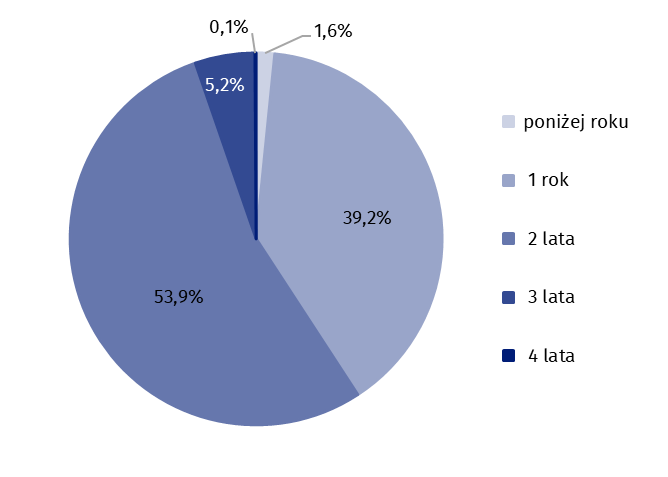 0,1%
1,6%
5,2%
39,2%
53,9%
poniżej roku
1 rok
2 lata
3 lata
4 lata